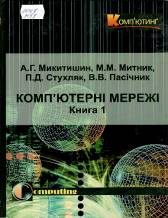 Комп'ютинг
А.Г. Микитишин, М.М. Митник,
П.Д. Стухляк, В.В. Пасічник
КОМП'ЮТЕРНІ МЕРЕЖІ
Книга 1
Computing